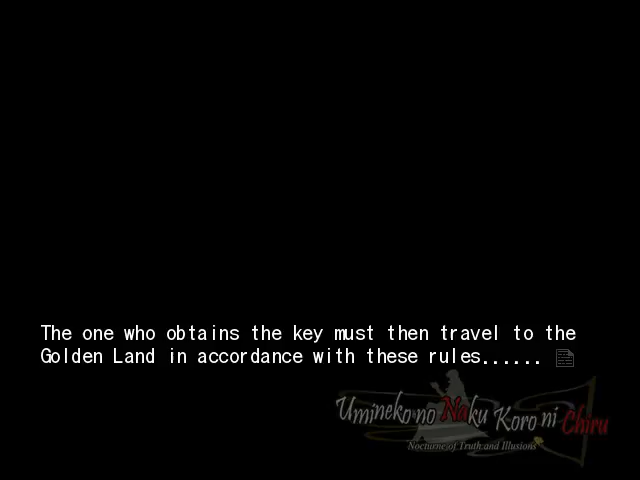 The one who obtains the key must then travel to the
Golden Land in accordance with these rules......
Umineko no Naku Koro ni Chiru
Nocturne of Truth and Illusions